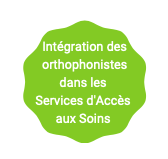 Intégration des
orthophonistes
dans les
Services d'Accès
aux Soins